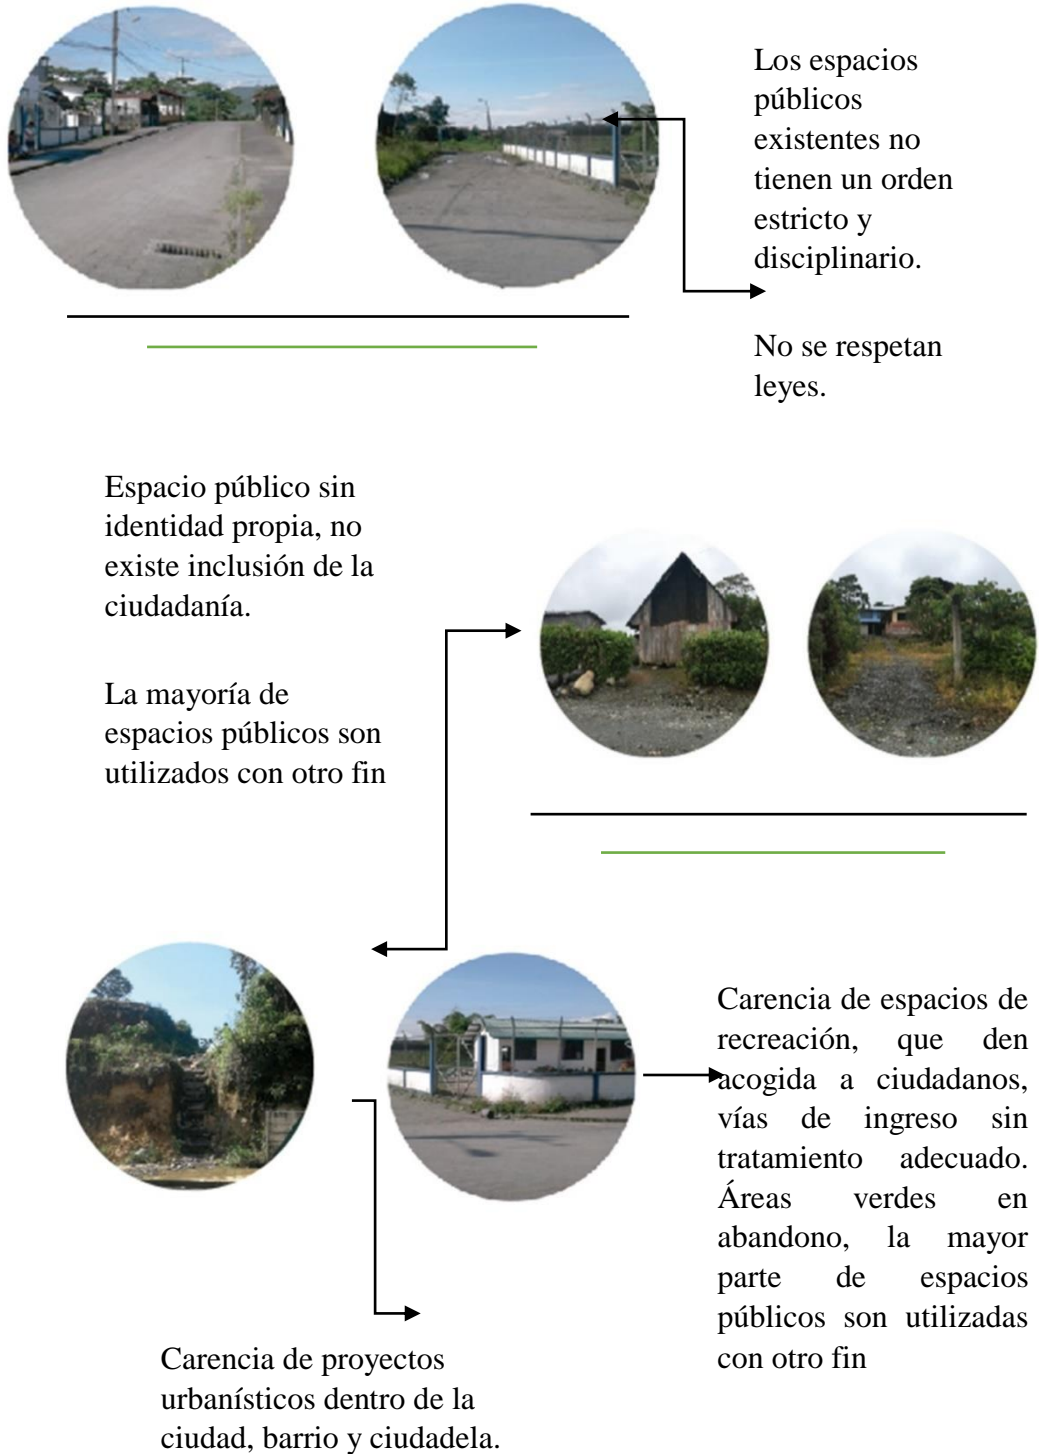 Los espacios
públicos
existentes no
tienen un orden
estricto y
disciplinario.
No se respetan
leyes.
Espacio público sin
identidad propia, no
existe inclusión de la
ciudadanía.
La mayoría de
espacios públicos son
utilizados con otro fin
Carencia de espacios de
recreación, que den
acogida a ciudadanos,
vías de ingreso sin
tratamiento adecuado.
Áreas verdes en
abandono, la mayor
parte de espacios
públicos son utilizadas
con otro fin
Carencia de proyectos
urbanísticos dentro de la
ciudad, barrio y ciudadela.